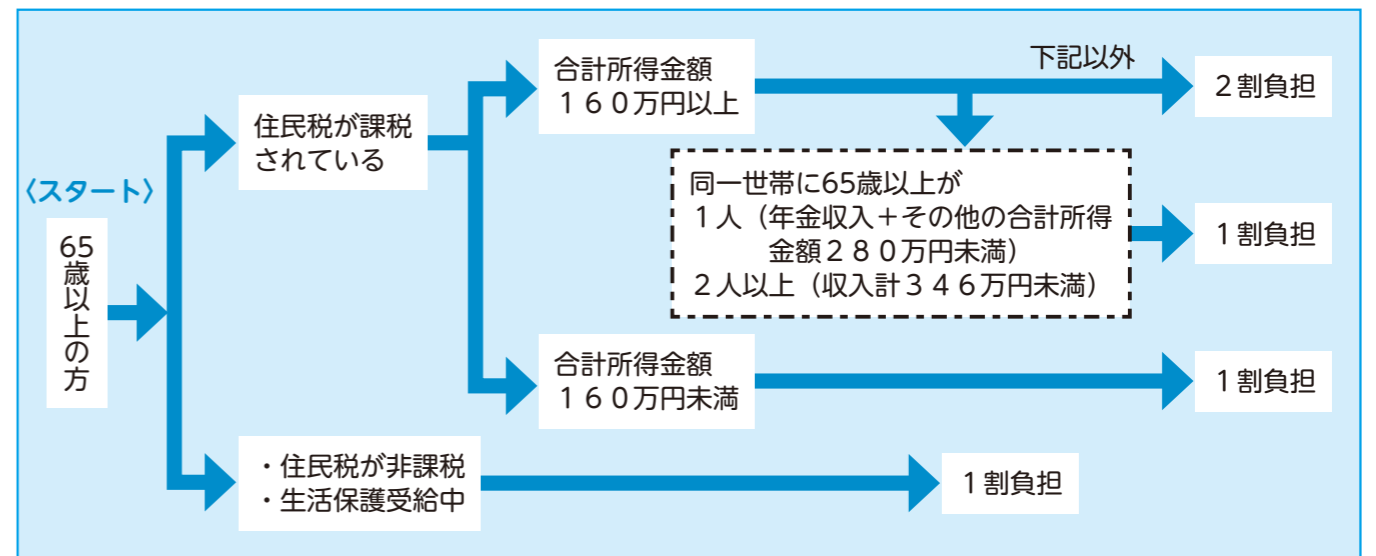 〈スタート〉
65歳以上の方
住民税が課税
されている
合計所得金額
１６０万円以上
下記以外
２割負担
同一世帯に65歳以上が
１人（年金収入＋その他の合計所得
金額２８０万円未満）
２人以上（収入計３４６万円未満）
１割負担
合計所得金額
１６０万円未満
１割負担
・住民税が非課税
・生活保護受給中
１割負担